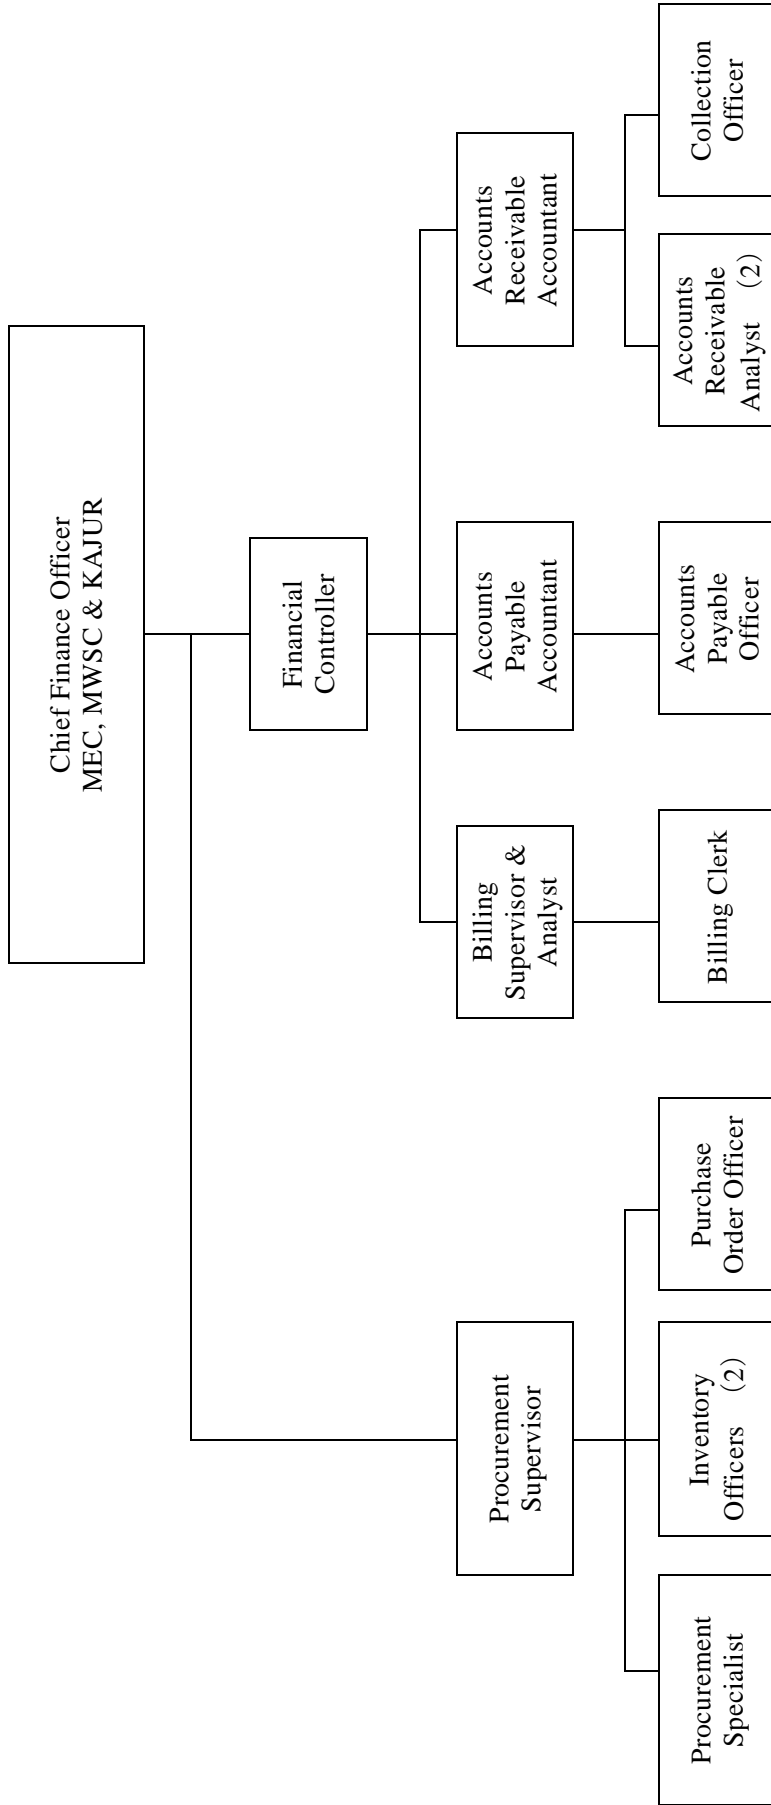 Chief Finance Officer
MEC, MWSC & KAJUR
Financial
Controller
Procurement
Supervisor
Billing
Supervisor &
Analyst
Accounts
Payable
Accountant
Accounts
Receivable
Accountant
Procurement
Specialist
Inventory
Officers (2)
Purchase
Order Officer
Billing Clerk
Accounts
Payable
Officer
Accounts
Receivable
Analyst (2)
Collection
Officer